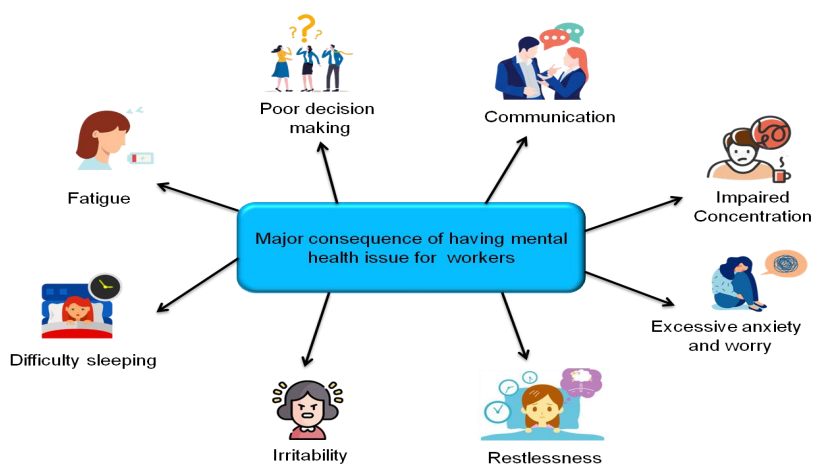 Poor decision
making
Communication
Fatigue
Impaired
Concentration
Major consequence of having mental
health issue for workers
Excessive anxiety
and worry
Difficulty sleeping
Irritability
Restlessness